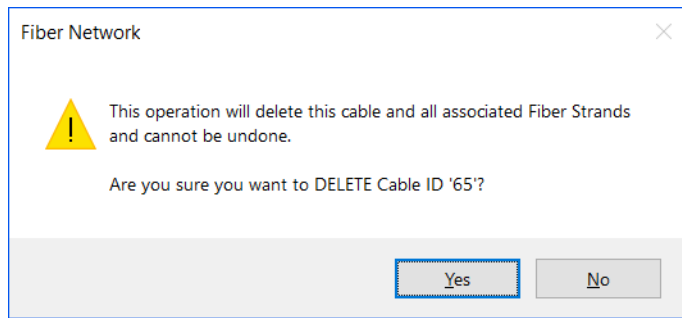 Fiber Network
This operation will delete this cable and all associated Fiber Strands
and cannot be undone.
Are you sure you want to DELETE Cable ID '65'?
Yes
No